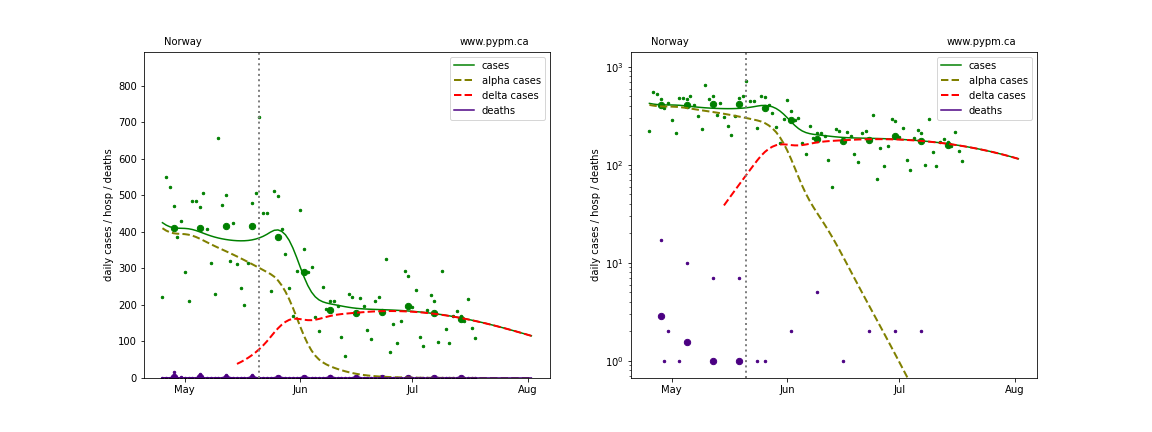 Norway www.pypm.ca
cases
alpha cases
delta cases
deaths
daily cases / hosp / deaths
800
700
600
500
400
300
200
100
0
May Jun Jul Aug
Norway www.pypm.ca
cases
alpha cases
delta cases
deaths
daily cases / hosp / deaths
10³
10²
10¹
10⁰
May Jun Jul Aug